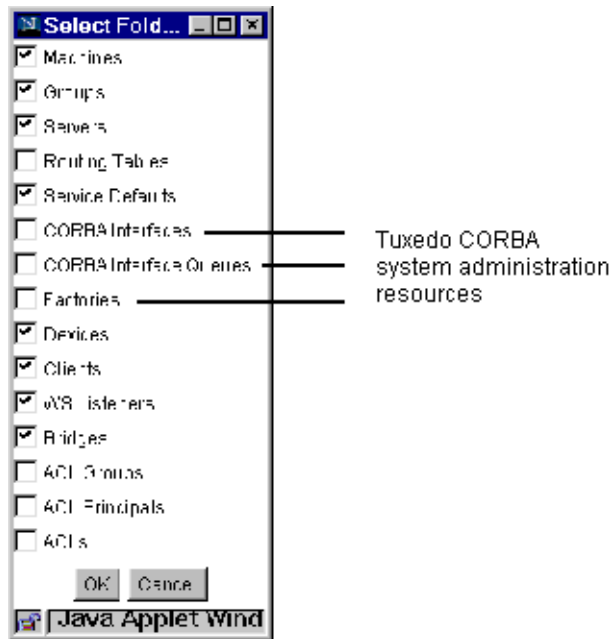 Select Fold...
Machines
Groups
Servers
Routing Tables
Service Defaults
CORBA Interfaces
CORBA Interface Queues
Factories
Tuxedo CORBA
system administration
resources
Devices
Clients
WS Listeners
Bridges
ACL Groups
ACL Principals
ACLs
OK
Cancel
Java Applet Wind